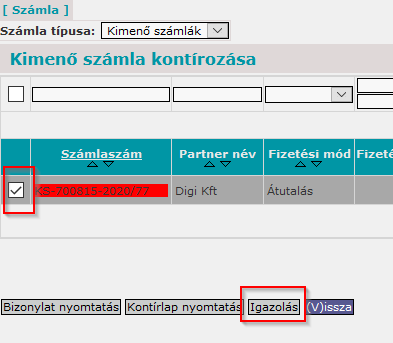 [ Számla ]
Számla típusa: Kimenő számlák
Kimenő számla kontírozása
Számlaszám Partner név Fizetési mód Fizeté
KS-700815-2020/77 Digi Kft Átutalás
Bizonylat nyomtatás Kontírlap nyomtatás Igazolás (V)issza